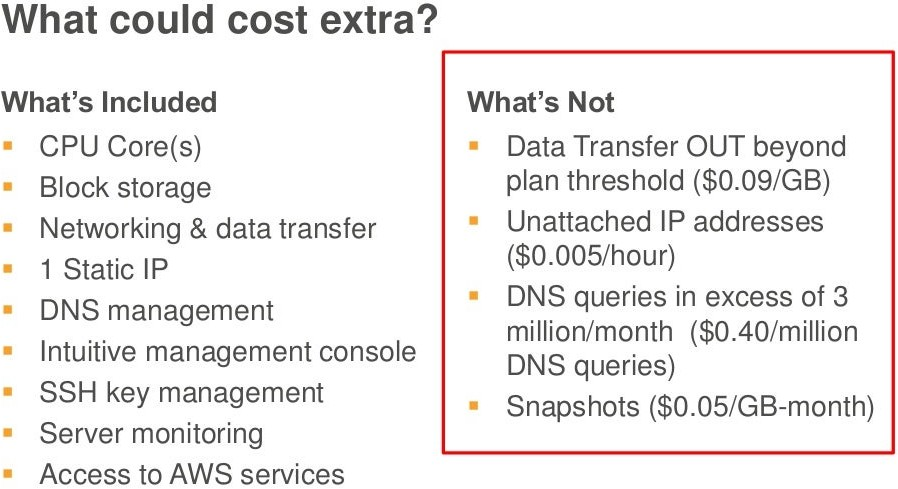 What could cost extra?
What's Included
▪ CPU Core(s)
▪ Block storage
▪ Networking & data transfer
▪ 1 Static IP
▪ DNS management
▪ Intuitive management console
▪ SSH key management
▪ Server monitoring
▪ Access to AWS services
What's Not
▪ Data Transfer OUT beyond
plan threshold ($0.09/GB)
▪ Unattached IP addresses
($0.005/hour)
▪ DNS queries in excess of 3
million/month ($0.40/million
DNS queries)
▪ Snapshots ($0.05/GB-month)